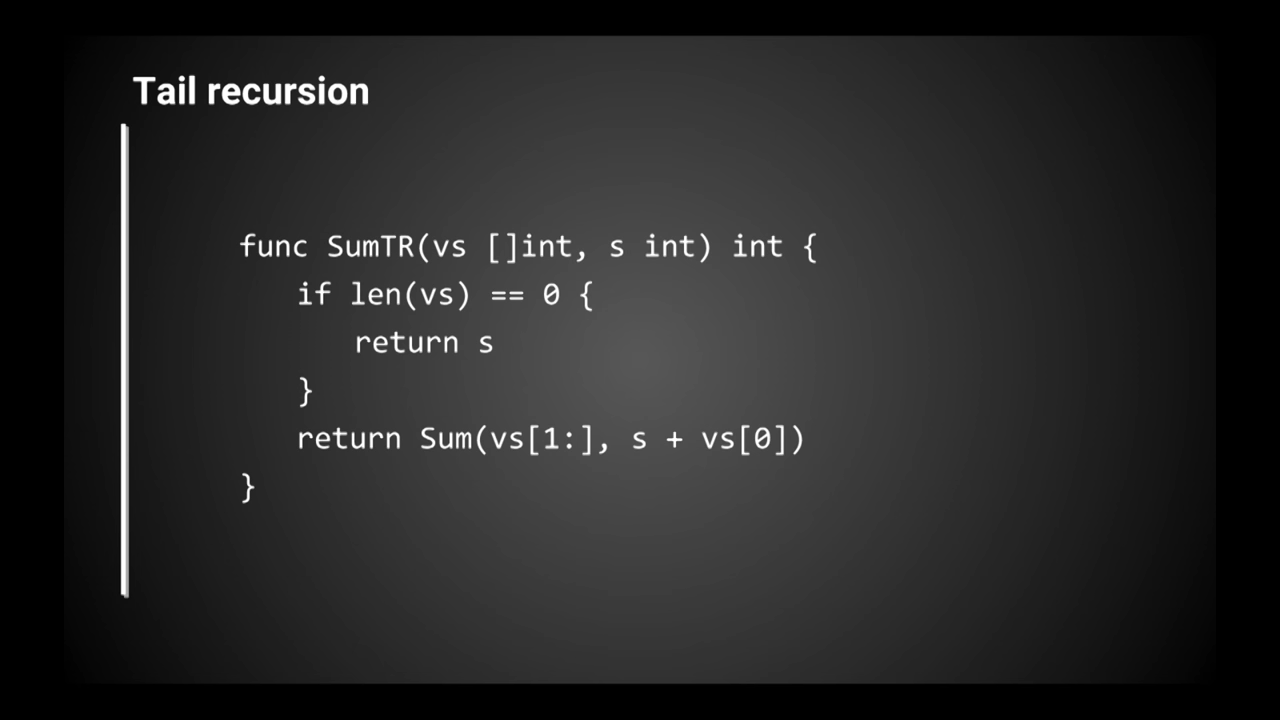 Tail recursion
func SumTR(vs []int, s int) int {
if len(vs) == 0 {
return s
}
return Sum(vs[1:], s + vs[0])
}